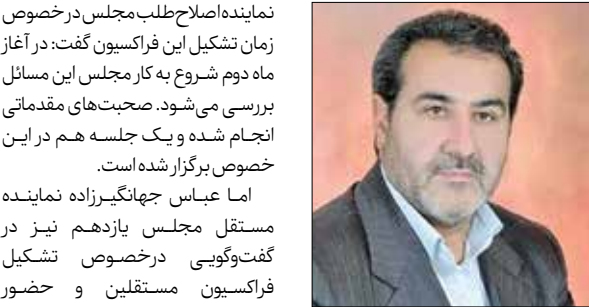 نماینده اصلاح‌طلب مجلس در خصوص
زمان تشکیل این فراکسیون گفت: در آغاز
ماه دوم شروع به کار مجلس این مسائل
بررسی می‌شود. صحبت‌های مقدماتی
انجام شده و یک جلسه هم در این
خصوص برگزار شده است.
اما عباس جهانگیرزاده نماینده
مستقل مجلس یازدهم نیز در
گفت‌وگویی درخصوص تشکیل
فراکسیون مستقلین و حضور